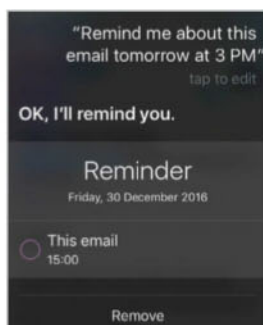 “Remind me about this
email tomorrow at 3 PM”
tap to edit
OK, I’ll remind you.
Reminder
Friday, 30 December 2016
This email
15:00
Remove